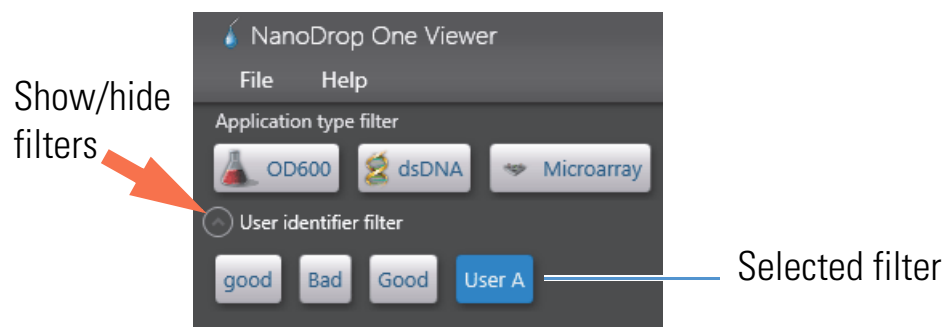 NanoDrop One Viewer
File Help
Show/hide
filters
Application type filter
OD600 dsDNA Microarray
User identifier filter
good Bad Good User A
Selected filter